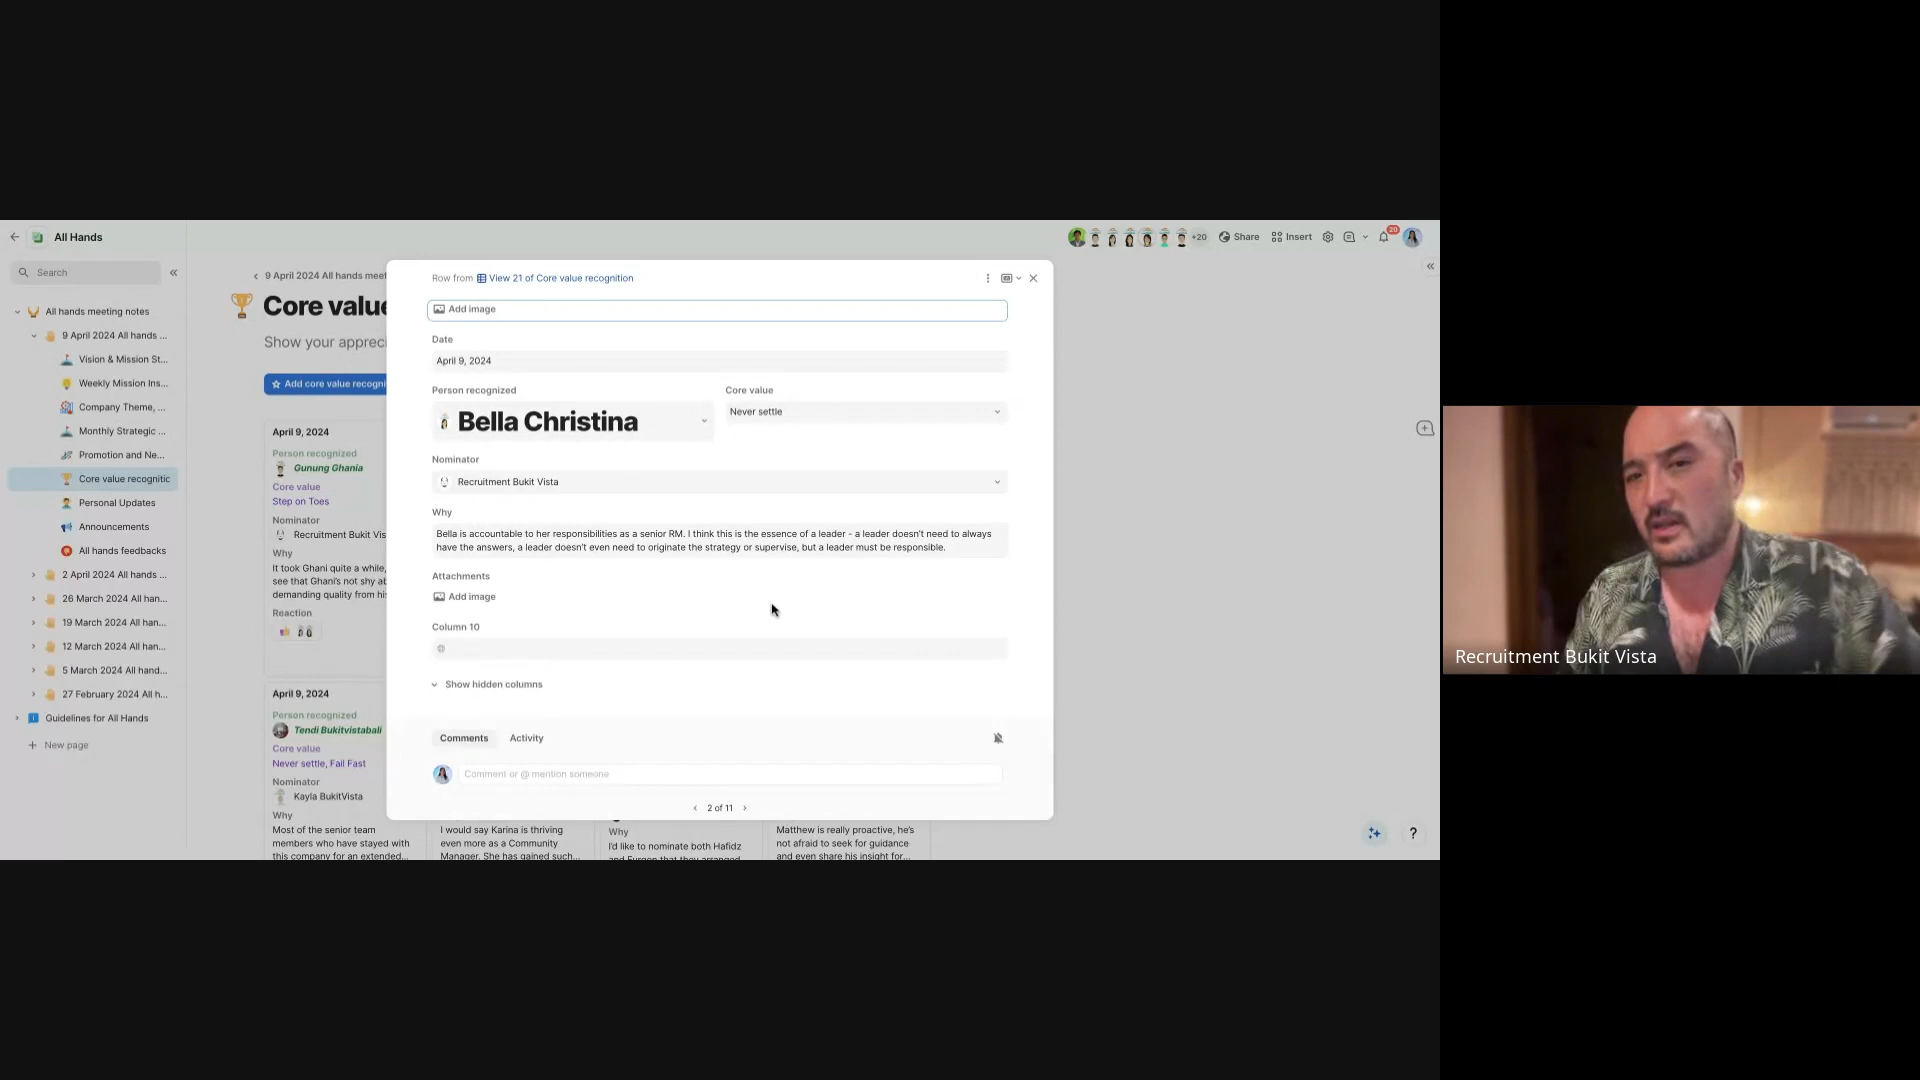 All Hands
+20
Share
Insert
20
Search
All hands meeting notes
9 April 2024 All hands ...
Vision & Mission St...
Weekly Mission Ins...
Company Theme, ...
Monthly Strategic ...
Promotion and Ne...
Core value recognitic
Personal Updates
Announcements
All hands feedbacks
2 April 2024 All hands ...
26 March 2024 All han...
19 March 2024 All han...
12 March 2024 All han...
5 March 2024 All hand...
27 February 2024 All h...
Guidelines for All Hands
New page
9 April 2024 All hands meet
Core value
Show your apprec
Add core value recogni
April 9, 2024
Person recognized
Gunung Ghania
Core value
Step on Toes
Nominator
Recruitment Bukit Vis
Why
It took Ghani quite a while,
see that Ghani's not shy ab
demanding quality from his
Reaction
April 9, 2024
Person recognized
Tendi Bukitvistabali
Core value
Never settle, Fail Fast
Nominator
Kayla BukitVista
Why
Most of the senior team
members who have stayed with
this company for an extended...
I would say Karina is thriving
even more as a Community
Manager. She has gained such...
Why
I'd like to nominate both Hafidz
and Furqon that they arranged
Matthew is really proactive, he's
not afraid to seek for guidance
and even share his insight for...
Row from View 21 of Core value recognition
Add image
Date
April 9, 2024
Person recognized
Bella Christina
Core value
Never settle
Nominator
Recruitment Bukit Vista
Why
Bella is accountable to her responsibilities as a senior RM. I think this is the essence of a leader - a leader doesn't need to always
have the answers, a leader doesn't even need to originate the strategy or supervise, but a leader must be responsible.
Attachments
Add image
Column 10
Show hidden columns
Comments
Activity
Comment or @ mention someone
2 of 11
?
Recruitment Bukit Vista